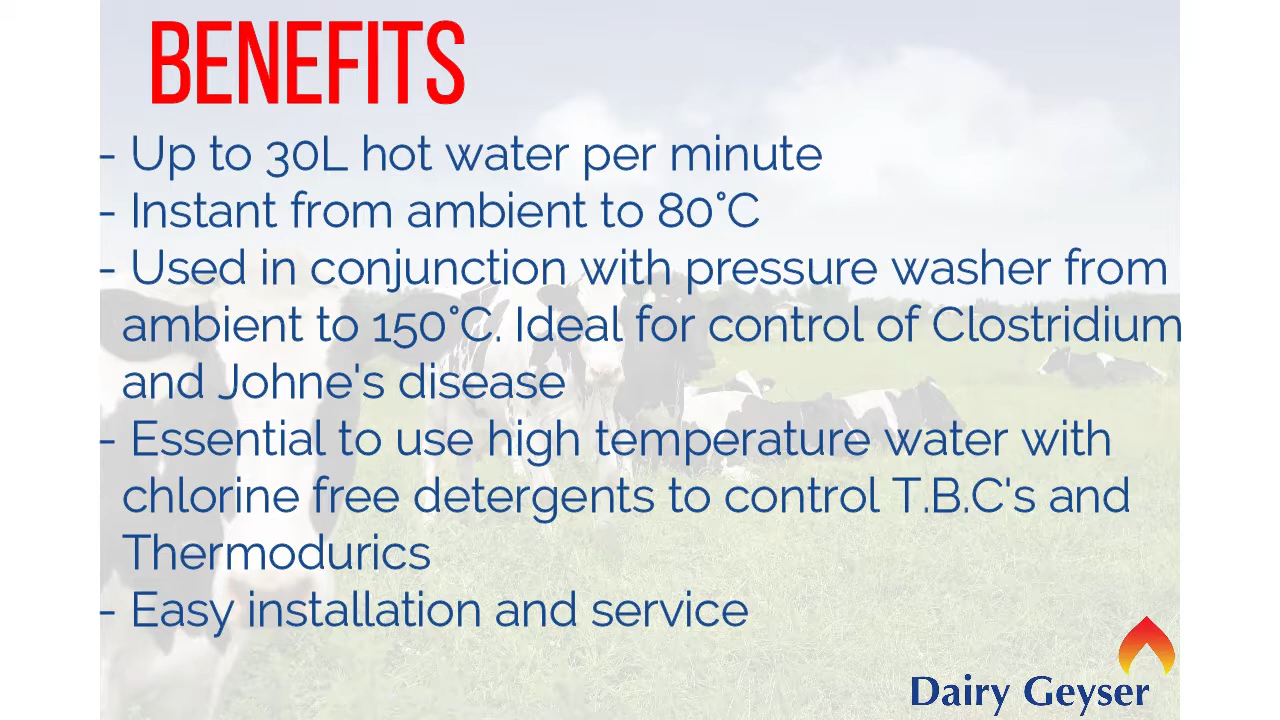 BENEFITS
- Up to 30L hot water per minute
- Instant from ambient to 80°C
- Used in conjunction with pressure washer from
ambient to 150°C. Ideal for control of Clostridium
and Johne's disease
- Essential to use high temperature water with
chlorine free detergents to control T.B.C's and
Thermodurics
- Easy installation and service
Dairy Geyser